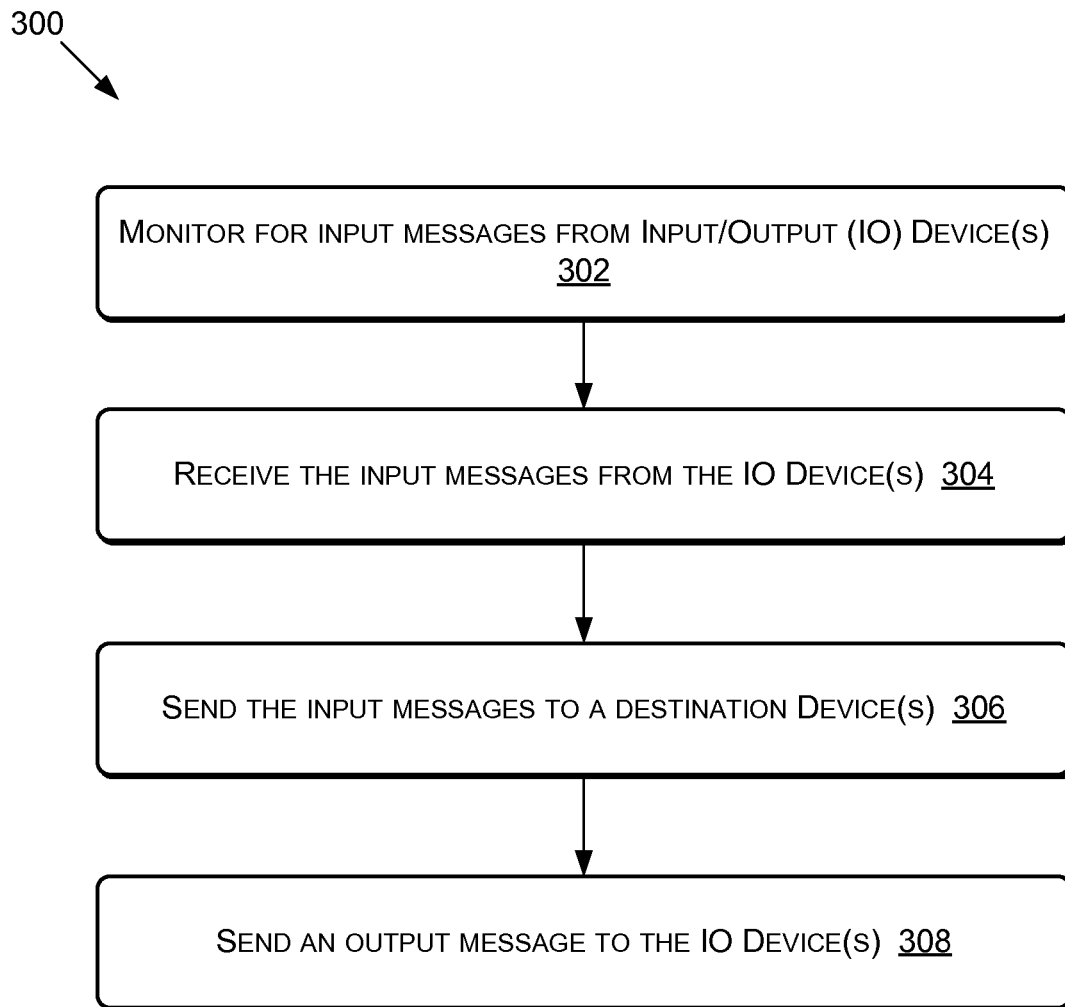 300
MONITOR FOR INPUT MESSAGES FROM INPUT/OUTPUT (IO) DEVICE(S)
302
RECEIVE THE INPUT MESSAGES FROM THE IO DEVICE(S) 304
SEND THE INPUT MESSAGES TO A DESTINATION DEVICE(S) 306
SEND AN OUTPUT MESSAGE TO THE IO DEVICE(S) 308